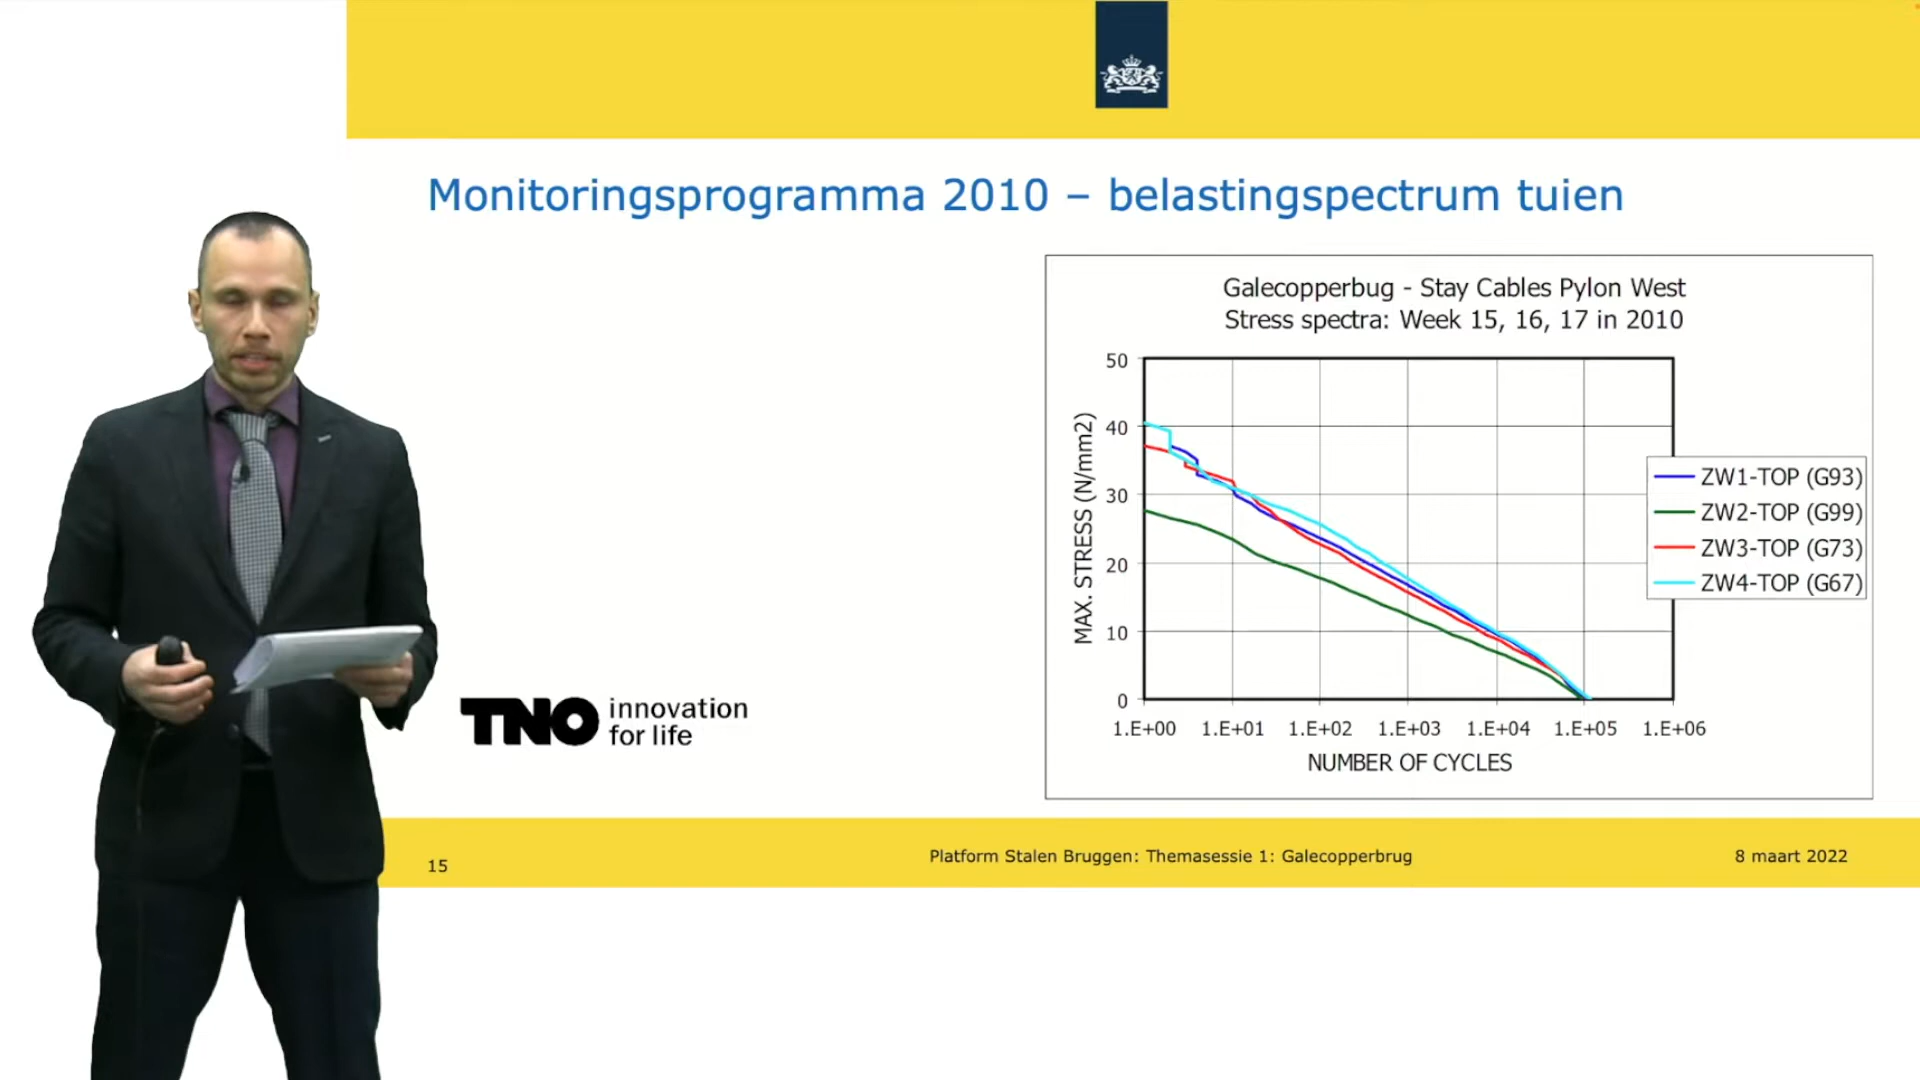 Monitoringsprogramma 2010 – belastingspectrum tuien
Galecopperbug - Stay Cables Pylon West
Stress spectra: Week 15, 16, 17 in 2010
MAX. STRESS (N/mm2)
50
40
30
20
10
0
1.E+00 1.E+01 1.E+02 1.E+03 1.E+04 1.E+05 1.E+06
NUMBER OF CYCLES
ZW1-TOP (G93)
ZW2-TOP (G99)
ZW3-TOP (G73)
ZW4-TOP (G67)
TNO innovation
for life
15
Platform Stalen Bruggen: Themasessie 1: Galecopperbrug
8 maart 2022